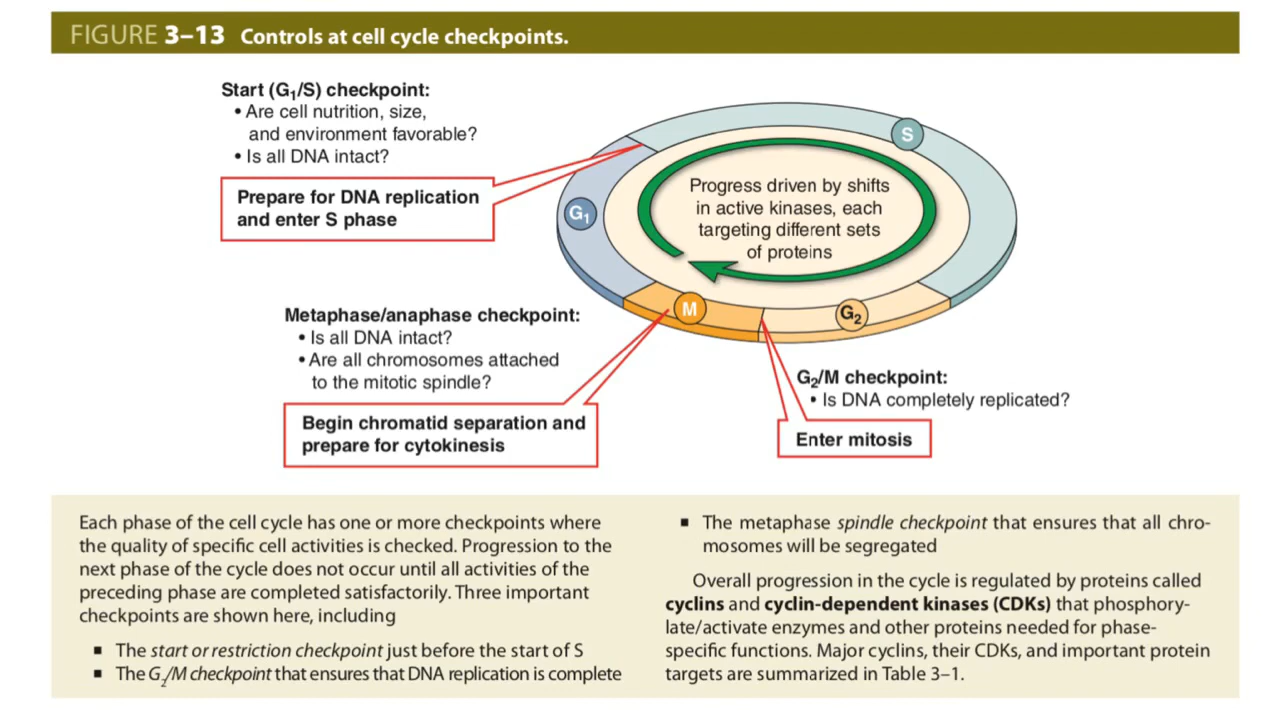 FIGURE 3–13 Controls at cell cycle checkpoints.
Start (G₁/S) checkpoint:
• Are cell nutrition, size,
and environment favorable?
• Is all DNA intact?
Prepare for DNA replication
and enter S phase
S
G₁
Progress driven by shifts
in active kinases, each
targeting different sets
of proteins
M
G₂
Metaphase/anaphase checkpoint:
• Is all DNA intact?
• Are all chromosomes attached
to the mitotic spindle?
Begin chromatid separation and
prepare for cytokinesis
G₂/M checkpoint:
• Is DNA completely replicated?
Enter mitosis
Each phase of the cell cycle has one or more checkpoints where
the quality of specific cell activities is checked. Progression to the
next phase of the cycle does not occur until all activities of the
preceding phase are completed satisfactorily. Three important
checkpoints are shown here, including
▪ The start or restriction checkpoint just before the start of S
▪ The G₂/M checkpoint that ensures that DNA replication is complete
▪ The metaphase spindle checkpoint that ensures that all chro-
mosomes will be segregated
Overall progression in the cycle is regulated by proteins called
cyclins and cyclin-dependent kinases (CDKs) that phosphory-
late/activate enzymes and other proteins needed for phase-
specific functions. Major cyclins, their CDKs, and important protein
targets are summarized in Table 3–1.